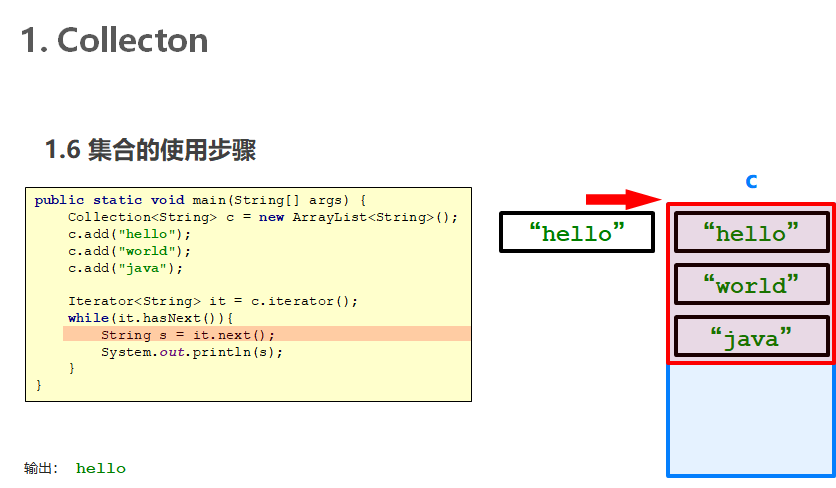 1. Collecton
1.6 集合的使用步骤
public static void main(String[] args) {
    Collection<String> c = new ArrayList<String>();
    c.add("hello");
    c.add("world");
    c.add("java");
    Iterator<String> it = c.iterator();
    while(it.hasNext()){
        String s = it.next();
        System.out.println(s);
    }
}
输出: hello
“hello”
c
“hello”
“world”
“java”